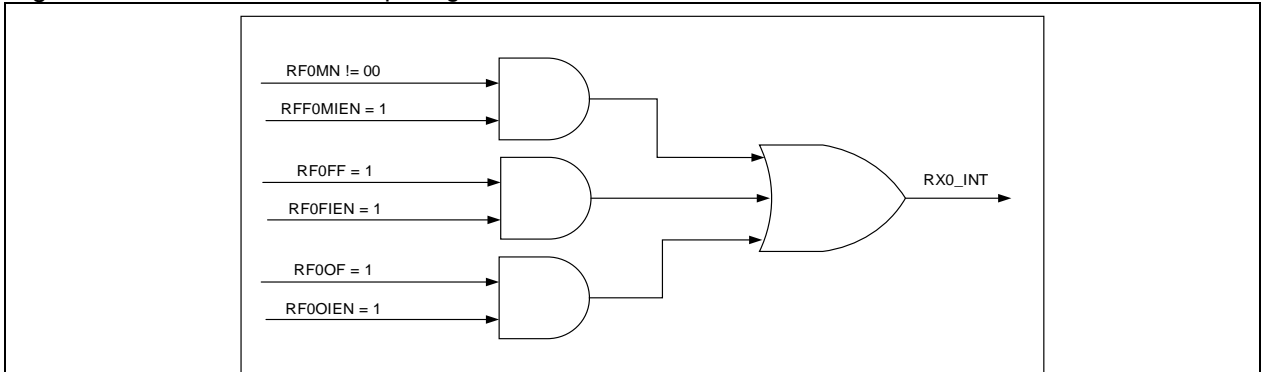 RF0MN != 00
RFF0MIEN = 1
RF0FF = 1
RF0FIEN = 1
RX0_INT
RF0OF = 1
RF0OIEN = 1